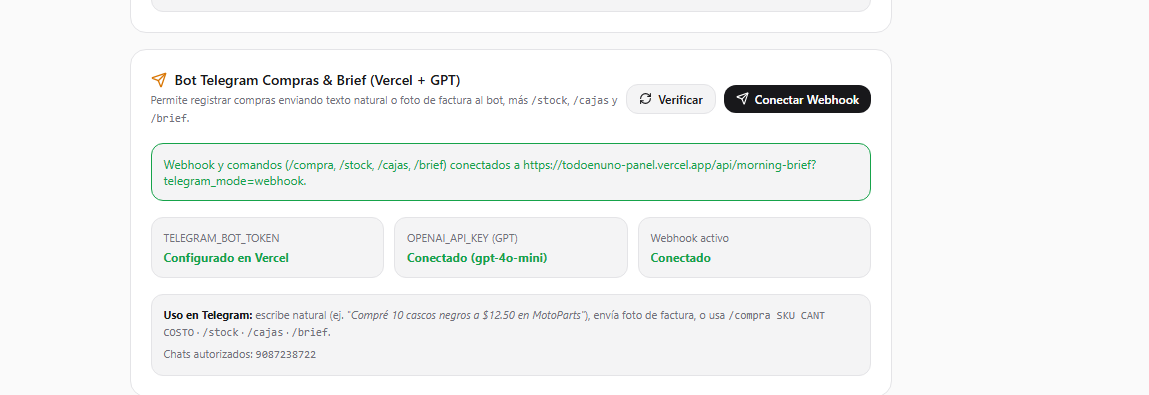 Bot Telegram Compras & Brief (Vercel + GPT)
Permite registrar compras enviando texto natural o foto de factura al bot, más /stock, /cajas y
/brief.
Verificar
Conectar Webhook
Webhook y comandos (/compra, /stock, /cajas, /brief) conectados a https://todoenuno-panel.vercel.app/api/morning-brief?
telegram_mode=webhook.
TELEGRAM_BOT_TOKEN
Configurado en Vercel
OPENAI_API_KEY (GPT)
Conectado (gpt-4o-mini)
Webhook activo
Conectado
Uso en Telegram: escribe natural (ej. "Compré 10 cascos negros a $12.50 en MotoParts"), envía foto de factura, o usa /compra SKU CANT
COSTO · /stock · /cajas · /brief.
Chats autorizados: 9087238722